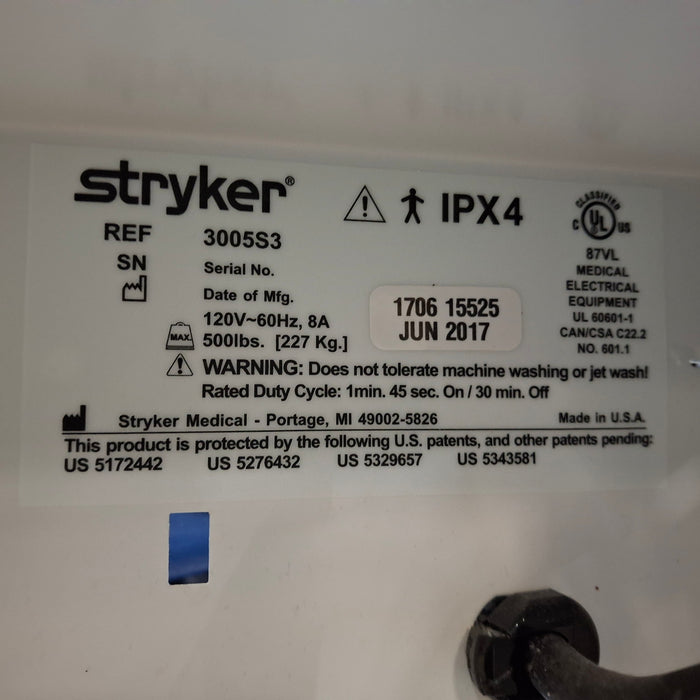 stryker®
IPX4
REF 3005S3
SN Serial No.
Date of Mfg.
1706 15525
JUN 2017
120V~60Hz, 8A
MAX. 500lbs. [227 Kg.]
CLASSIFIED
C UL US
87VL
MEDICAL
ELECTRICAL
EQUIPMENT
UL 60601-1
CAN/CSA C22.2
NO. 601.1
WARNING: Does not tolerate machine washing or jet wash!
Rated Duty Cycle: 1min. 45 sec. On / 30 min. Off
Stryker Medical - Portage, MI 49002-5826 Made in U.S.A.
This product is protected by the following U.S. patents, and other patents pending:
US 5172442 US 5276432 US 5329657 US 5343581